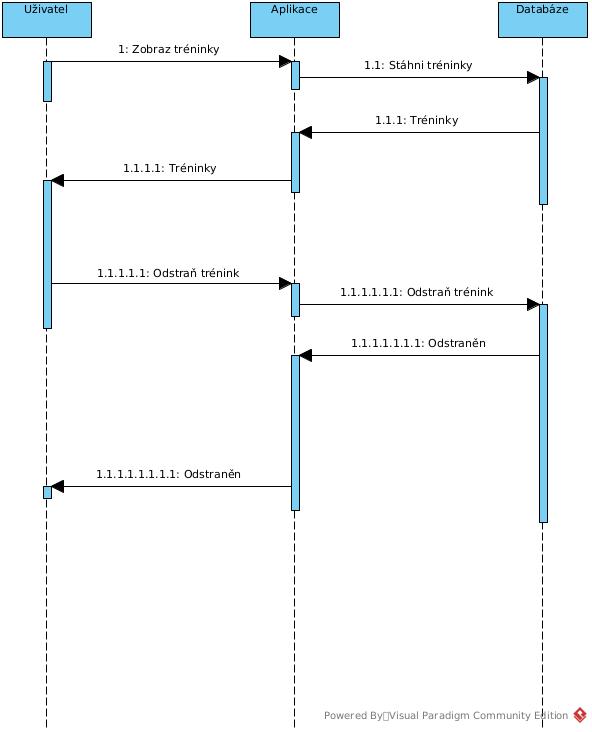 Uživatel
Aplikace
Databáze
1: Zobraz tréninky
1.1: Stáhni tréninky
1.1.1: Tréninky
1.1.1.1: Tréninky
1.1.1.1.1: Odstraň trénink
1.1.1.1.1.1: Odstraň trénink
1.1.1.1.1.1.1: Odstraněn
1.1.1.1.1.1.1.1: Odstraněn
Powered By Visual Paradigm Community Edition